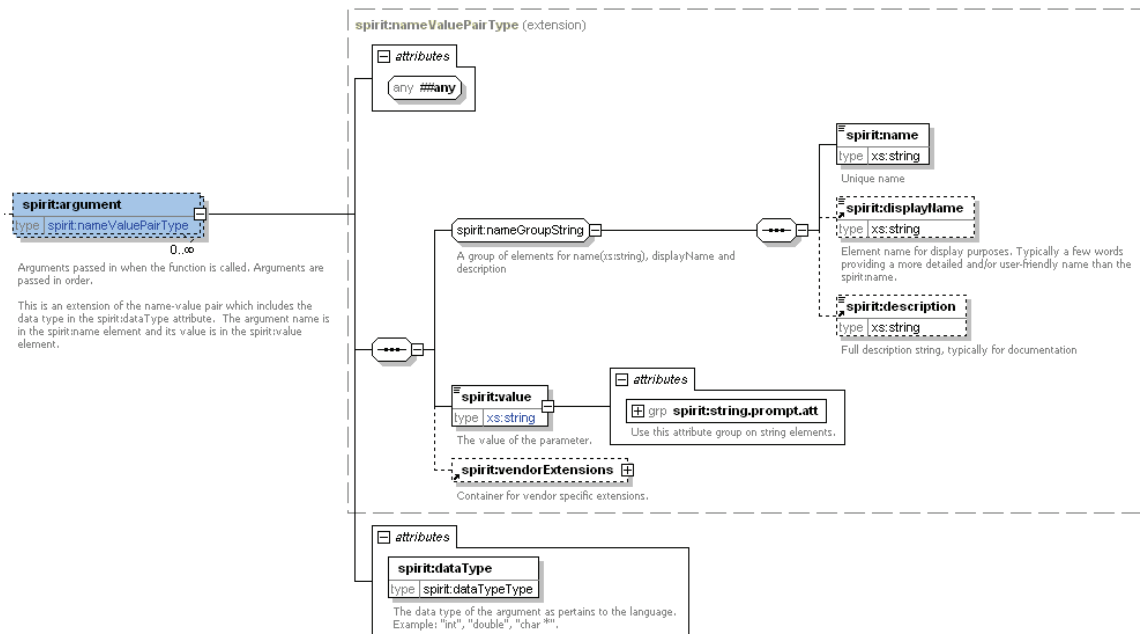 spirit:nameValuePairType (extension)
attributes
any ##any
spirit:argument
type spirit:nameValuePairType
0..∞
Arguments passed in when the function is called. Arguments are
passed in order.
This is an extension of the name-value pair which includes the
data type in the spirit:dataType attribute. The argument name is
in the spirit:name element and its value is in the spirit:value
element.
spirit:nameGroupString
A group of elements for name(xs:string), displayName and
description
spirit:name
type xs:string
Unique name
spirit:displayName
type xs:string
Element name for display purposes. Typically a few words
providing a more detailed and/or user-friendly name than the
spirit:name.
spirit:description
type xs:string
Full description string, typically for documentation
spirit:value
type xs:string
The value of the parameter.
attributes
grp spirit:string.prompt.att
Use this attribute group on string elements.
spirit:vendorExtensions
Container for vendor specific extensions.
attributes
spirit:dataType
type spirit:dataTypeType
The data type of the argument as pertains to the language.
Example: "int", "double", "char *".